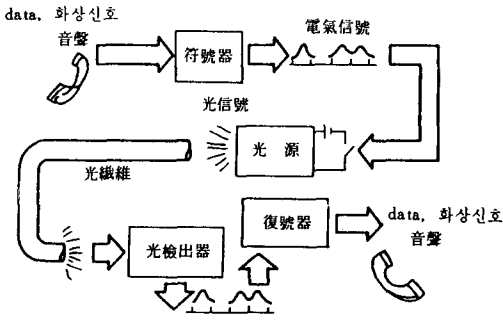 data, 화상신호
音聲
符號器
電氣信號
光信號
光 源
光纖維
光檢出器
復號器
data, 화상신호
音聲